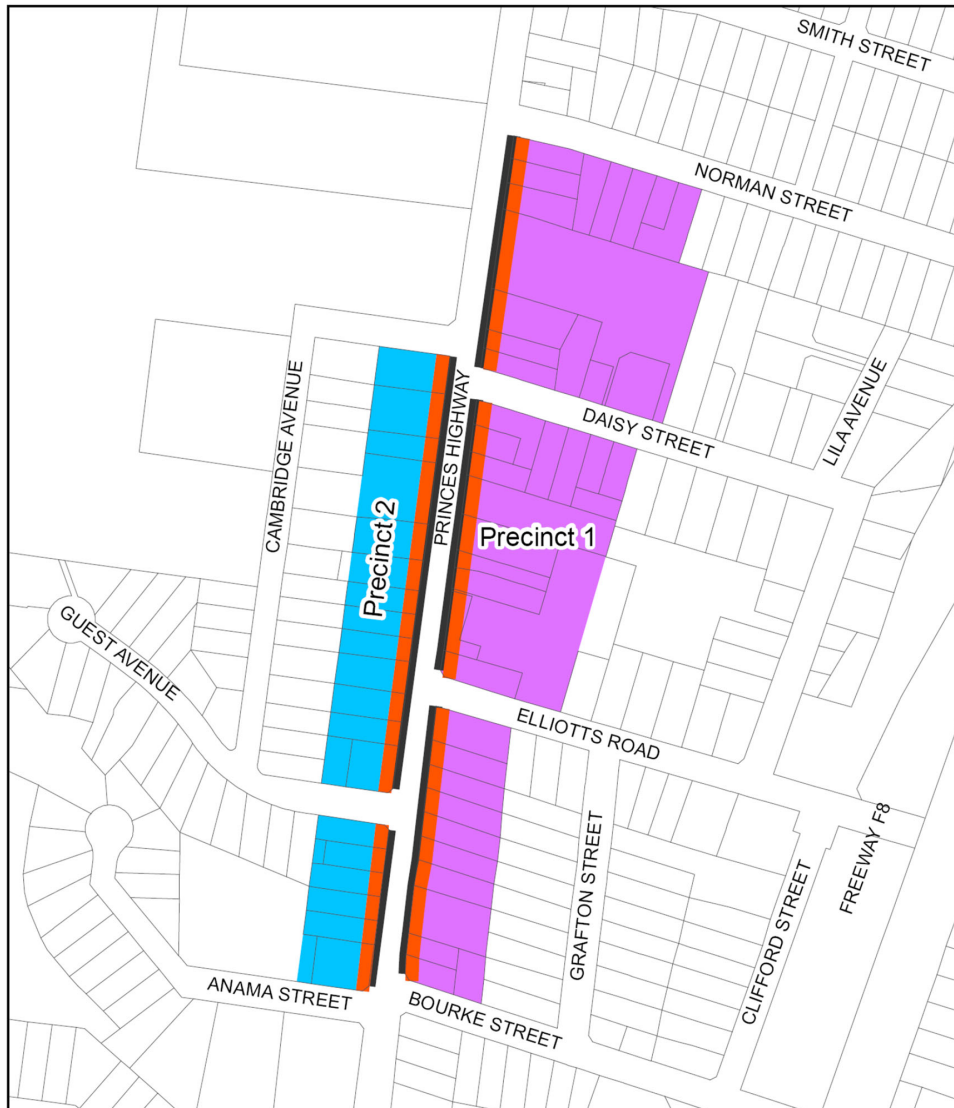 SMITH STREET
NORMAN STREET
PRINCES HIGHWAY
DAISY STREET
LILA AVENUE
CAMBRIDGE AVENUE
Precinct 2
Precinct 1
GUEST AVENUE
ELLIOTTS ROAD
GRAFTON STREET
FREEWAY F8
CLIFFORD STREET
ANAMA STREET
BOURKE STREET